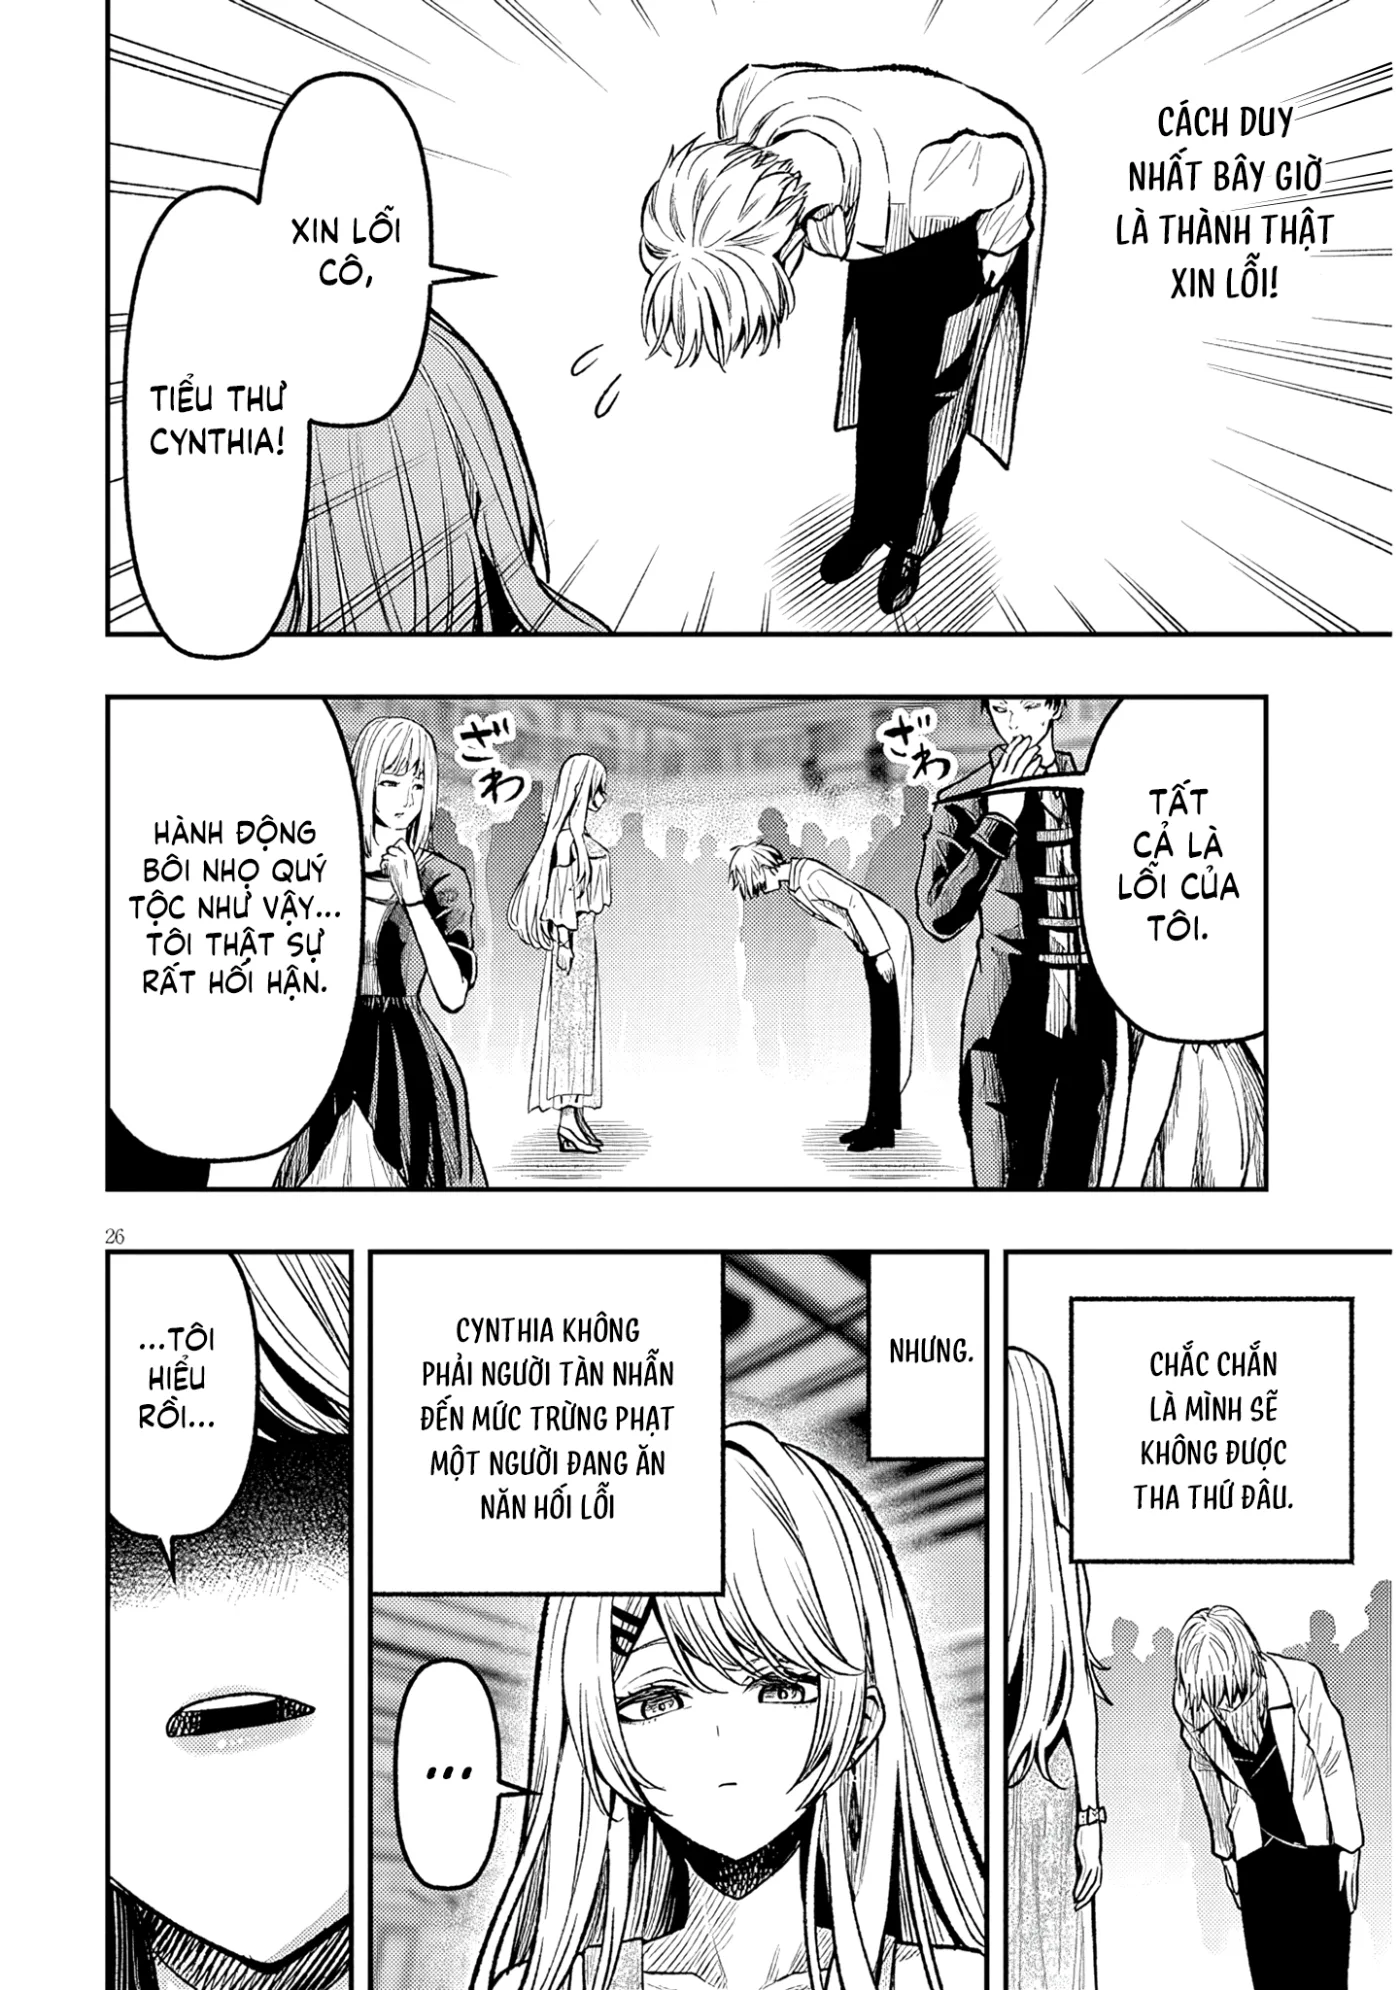 CÁCH DUY
NHẤT BÂY GIỜ
LÀ THÀNH THẬT
XIN LỖI!
XIN LỖI
CÔ,
TIỂU THƯ
CYNTHIA!
TẤT
CẢ LÀ
LỖI CỦA
TÔI.
ざわ
ざわ
HÀNH ĐỘNG
BÔI NHỌ QUÝ
TỘC NHƯ VẬY...
TÔI THẬT SỰ
RẤT HỐI HẬN.
26
CHẮC CHẮN
LÀ MÌNH SẼ
KHÔNG ĐƯỢC
THA THỨ ĐÂU.
NHƯNG.
CYNTHIA KHÔNG
PHẢI NGƯỜI TÀN NHẪN
ĐẾN MỨC TRỪNG PHẠT
MỘT NGƯỜI ĐANG ĂN
NĂN HỐI LỖI
...
...TÔI
HIỂU
RỒI...